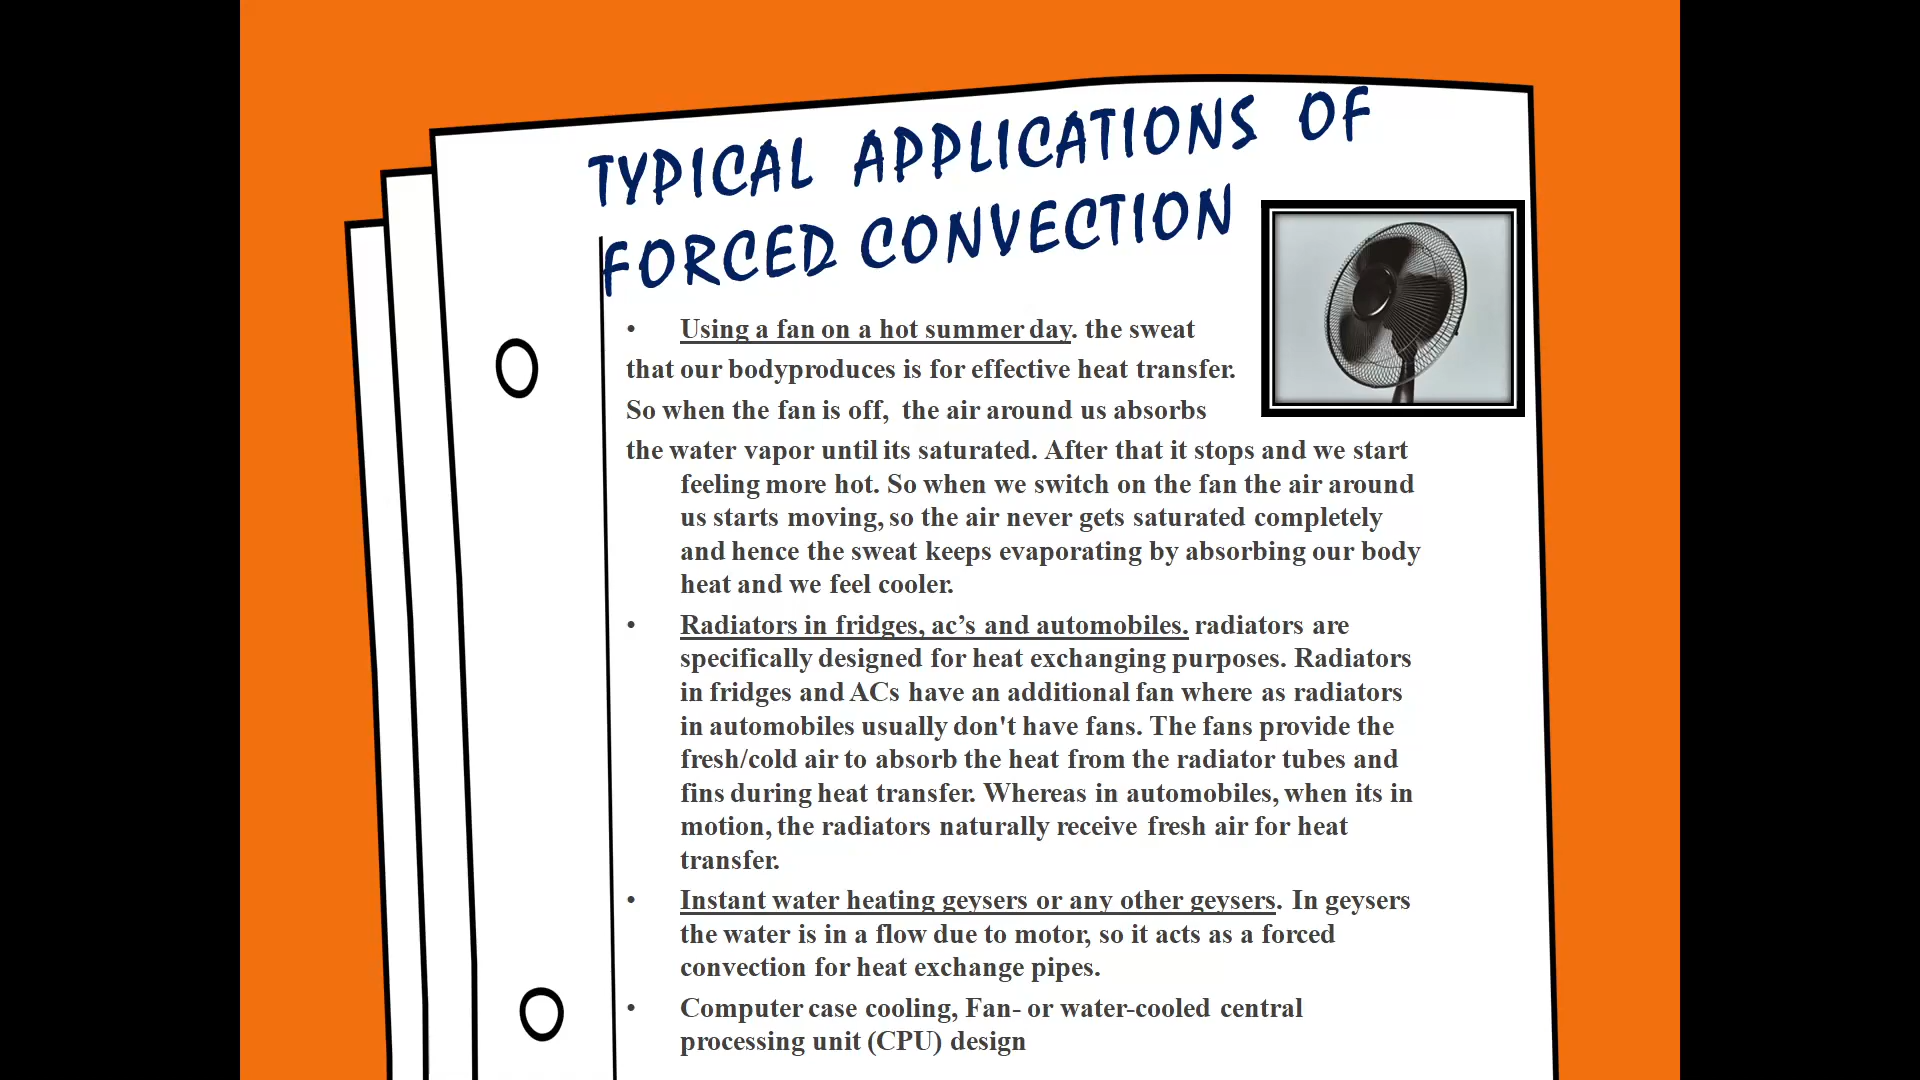 TYPICAL APPLICATIONS OF
FORCED CONVECTION
• Using a fan on a hot summer day. the sweat
that our bodyproduces is for effective heat transfer.
So when the fan is off, the air around us absorbs
the water vapor until its saturated. After that it stops and we start
feeling more hot. So when we switch on the fan the air around
us starts moving, so the air never gets saturated completely
and hence the sweat keeps evaporating by absorbing our body
heat and we feel cooler.
• Radiators in fridges, ac’s and automobiles. radiators are
specifically designed for heat exchanging purposes. Radiators
in fridges and ACs have an additional fan where as radiators
in automobiles usually don't have fans. The fans provide the
fresh/cold air to absorb the heat from the radiator tubes and
fins during heat transfer. Whereas in automobiles, when its in
motion, the radiators naturally receive fresh air for heat
transfer.
• Instant water heating geysers or any other geysers. In geysers
the water is in a flow due to motor, so it acts as a forced
convection for heat exchange pipes.
• Computer case cooling, Fan- or water-cooled central
processing unit (CPU) design